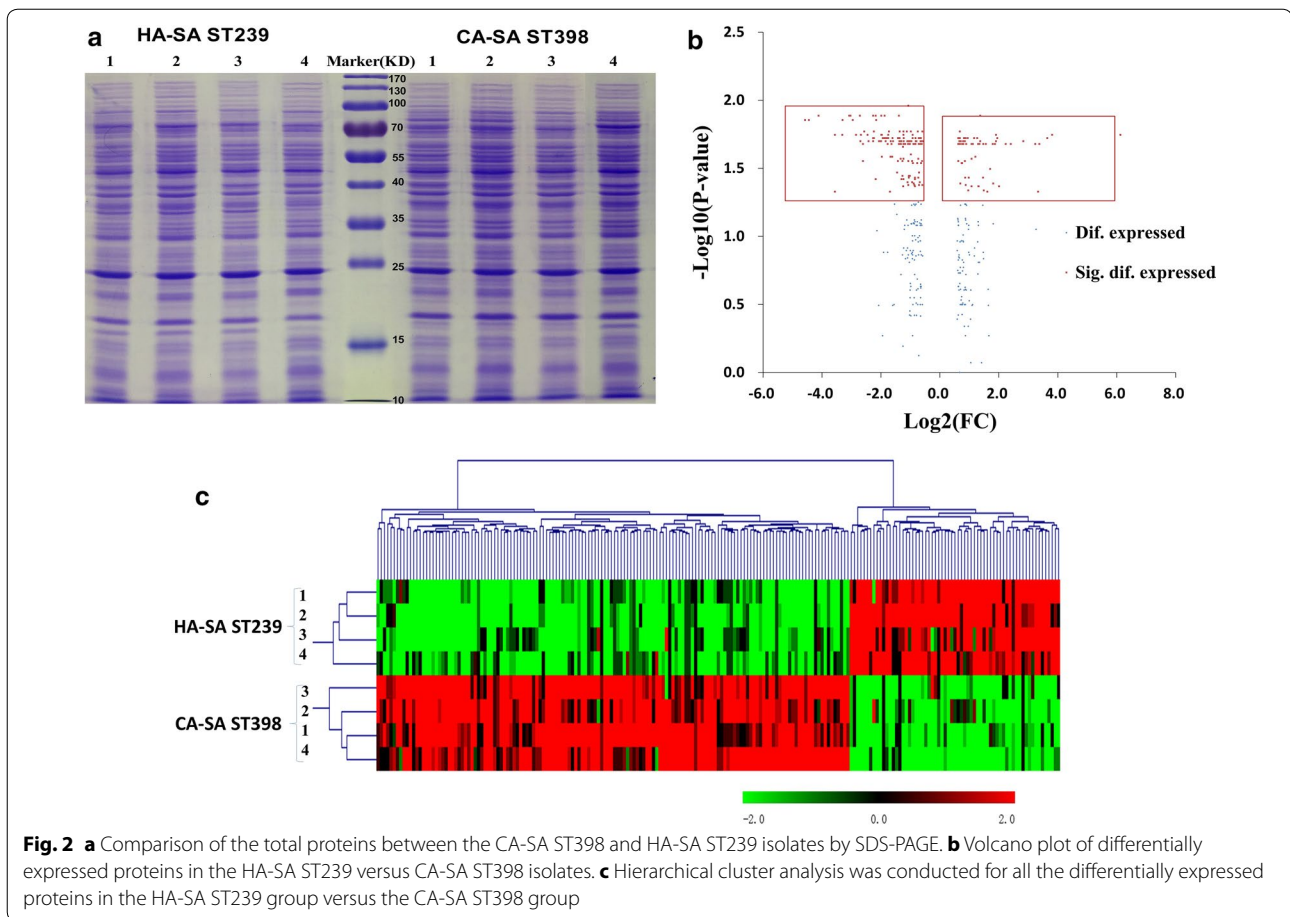 a
HA-SA ST239
CA-SA ST398
1 2 3 4 Marker(KD) 1 2 3 4
170
130
100
70
55
40
35
25
15
10
b
2.5
2.0
1.5
1.0
0.5
0.0
-Log10(P-value)
-6.0 -4.0 -2.0 0.0 2.0 4.0 6.0 8.0
Log2(FC)
Dif. expressed
Sig. dif. expressed
c
HA-SA ST239
1
2
3
4
CA-SA ST398
3
2
1
4
-2.0 0.0 2.0
Fig. 2 a Comparison of the total proteins between the CA-SA ST398 and HA-SA ST239 isolates by SDS-PAGE. b Volcano plot of differentially
expressed proteins in the HA-SA ST239 versus CA-SA ST398 isolates. c Hierarchical cluster analysis was conducted for all the differentially expressed
proteins in the HA-SA ST239 group versus the CA-SA ST398 group